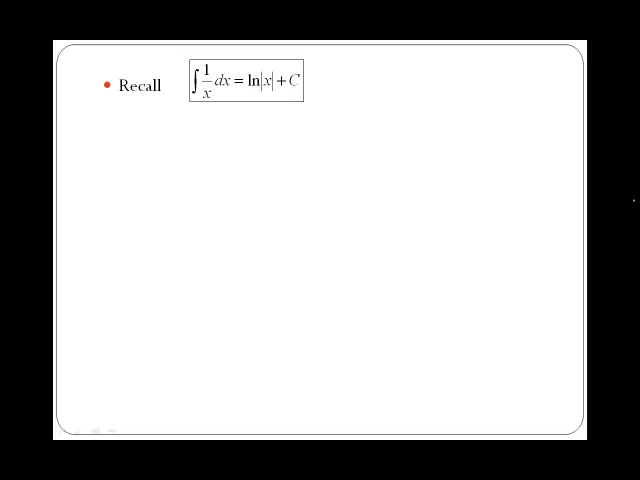 • Recall ∫ 1/x dx = ln|x| + C